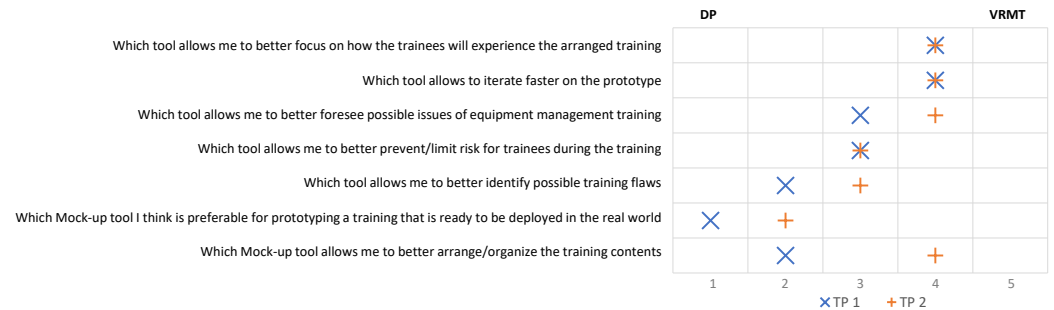 DP VRMT
Which tool allows me to better focus on how the trainees will experience the arranged training
Which tool allows to iterate faster on the prototype
Which tool allows me to better foresee possible issues of equipment management training
Which tool allows me to better prevent/limit risk for trainees during the training
Which tool allows me to better identify possible training flaws
Which Mock-up tool I think is preferable for prototyping a training that is ready to be deployed in the real world
Which Mock-up tool allows me to better arrange/organize the training contents
1 2 3 4 5
TP 1 TP 2